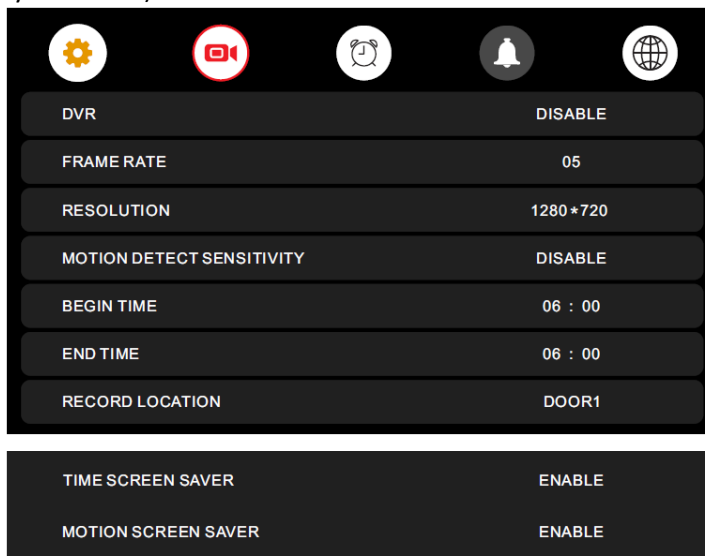 DVR DISABLE
FRAME RATE 05
RESOLUTION 1280*720
MOTION DETECT SENSITIVITY DISABLE
BEGIN TIME 06 : 00
END TIME 06 : 00
RECORD LOCATION DOOR1
TIME SCREEN SAVER ENABLE
MOTION SCREEN SAVER ENABLE